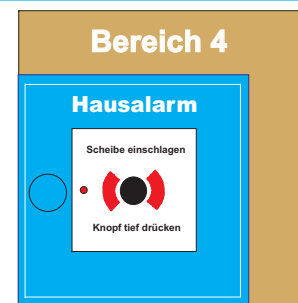 Bereich 4
Hausalarm
Scheibe einschlagen
Knopf tief drücken